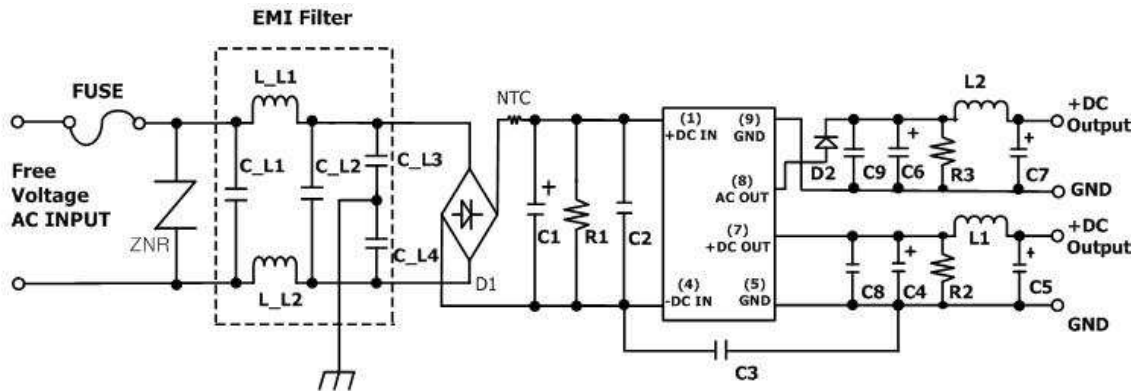 EMI Filter
FUSE
L_L1
NTC
L2
+DC
Output
(1)
+DC IN
(9)
GND
C_L1
C_L2
C_L3
Free
Voltage
AC INPUT
D2
C9
C6
R3
C7
(8)
AC OUT
GND
ZNR
C1
R1
C2
(7)
+DC OUT
L1
+DC
Output
C_L4
L_L2
D1
(4)
-DC IN
(5)
GND
C8
C4
R2
C5
GND
C3